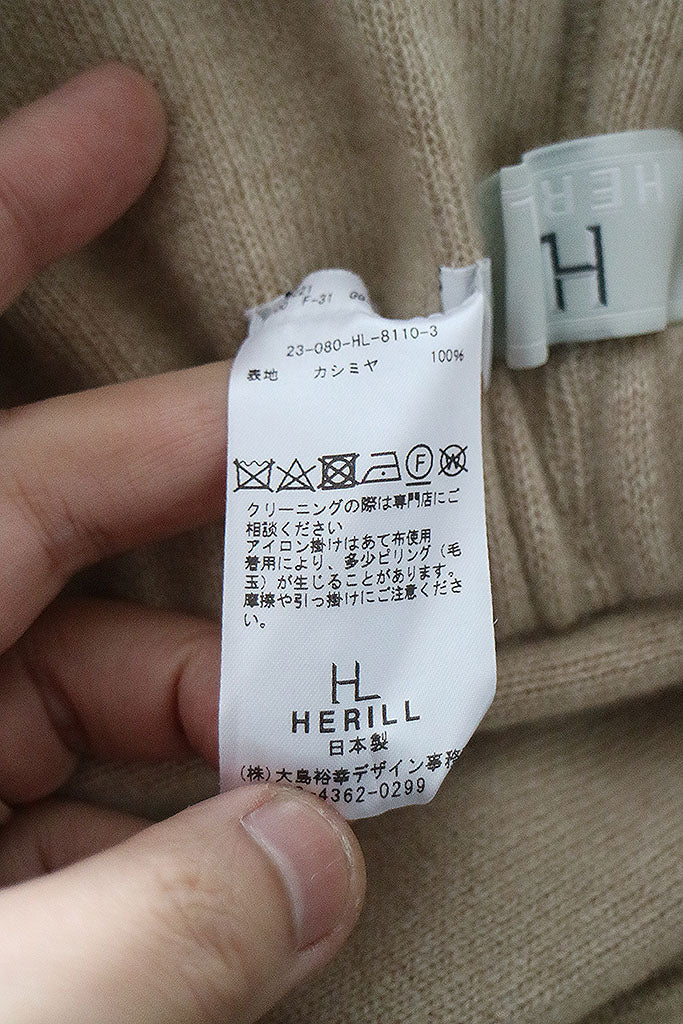 F-31
23-080-HL-8110-3
表地 カシミヤ 100%
F W
クリーニングの際は専門店にご
相談ください
アイロン掛けはあて布使用
着用により、多少ピリング（毛
玉）が生じることがあります。
摩擦や引っ掛けにご注意くださ
い。
HL
HERILL
日本製
(株)大島裕幸デザイン事務
-4362-0299
HER
H